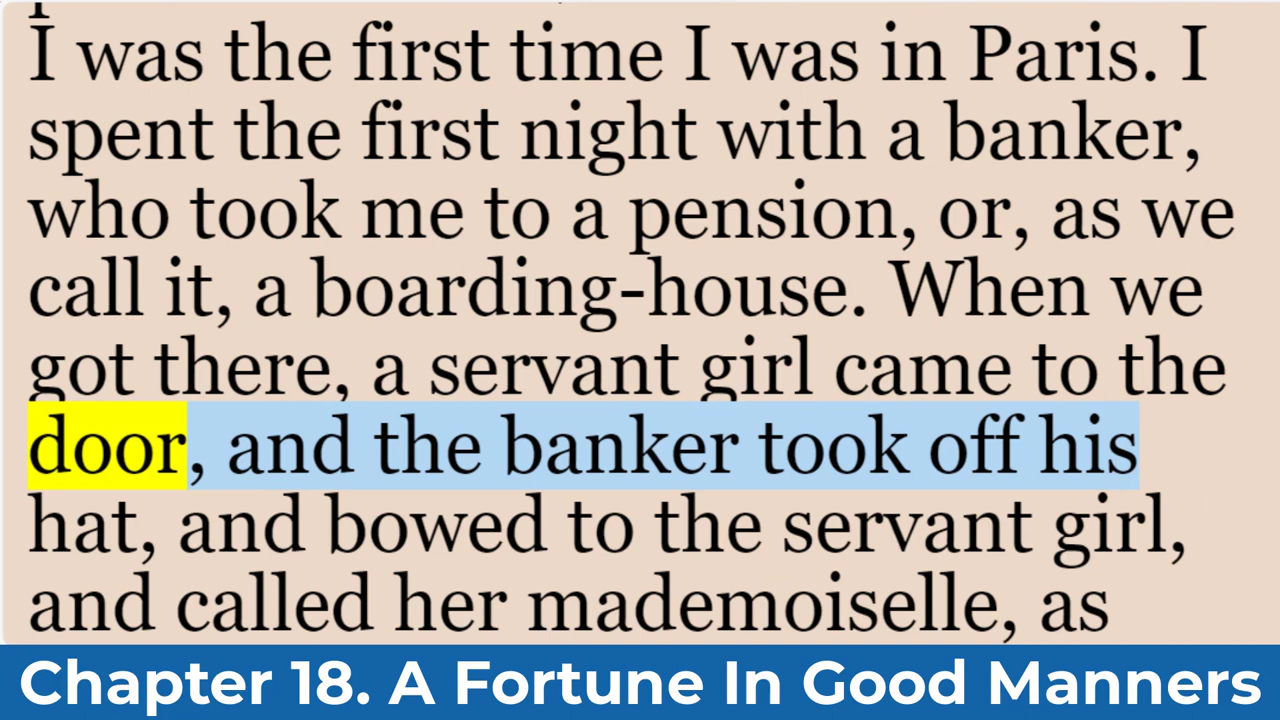 I was the first time I was in Paris. I
spent the first night with a banker,
who took me to a pension, or, as we
call it, a boarding-house. When we
got there, a servant girl came to the
door, and the banker took off his
hat, and bowed to the servant girl,
and called her mademoiselle, as
Chapter 18. A Fortune In Good Manners